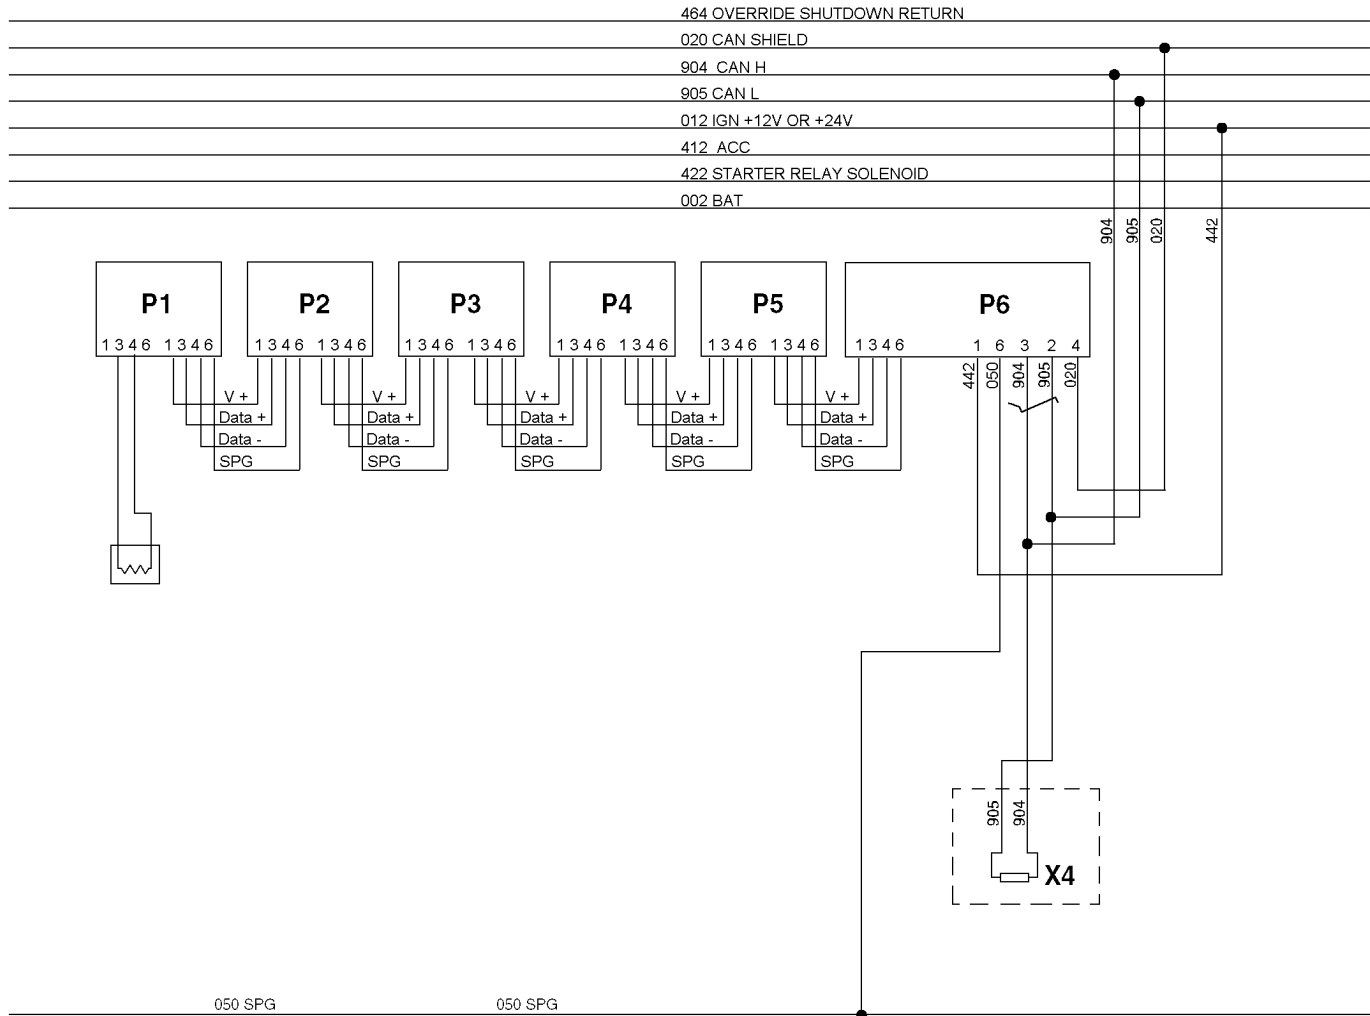 464 OVERRIDE SHUTDOWN RETURN
020 CAN SHIELD
904 CAN H
905 CAN L
012 IGN +12V OR +24V
412 ACC
422 STARTER RELAY SOLENOID
002 BAT
904 905 020 442
P1 P2 P3 P4 P5 P6
1 3 4 6 1 3 4 6 1 3 4 6 1 3 4 6 1 3 4 6 1 3 4 6 1 3 4 6 1 3 4 6 1 3 4 6 1 3 4 6 1 3 4 6 1 6 3 2 4
442 050 904 905 020
V + V + V + V + V +
Data + Data + Data + Data + Data +
Data - Data - Data - Data - Data -
SPG SPG SPG SPG SPG
905 904
X4
050 SPG 050 SPG